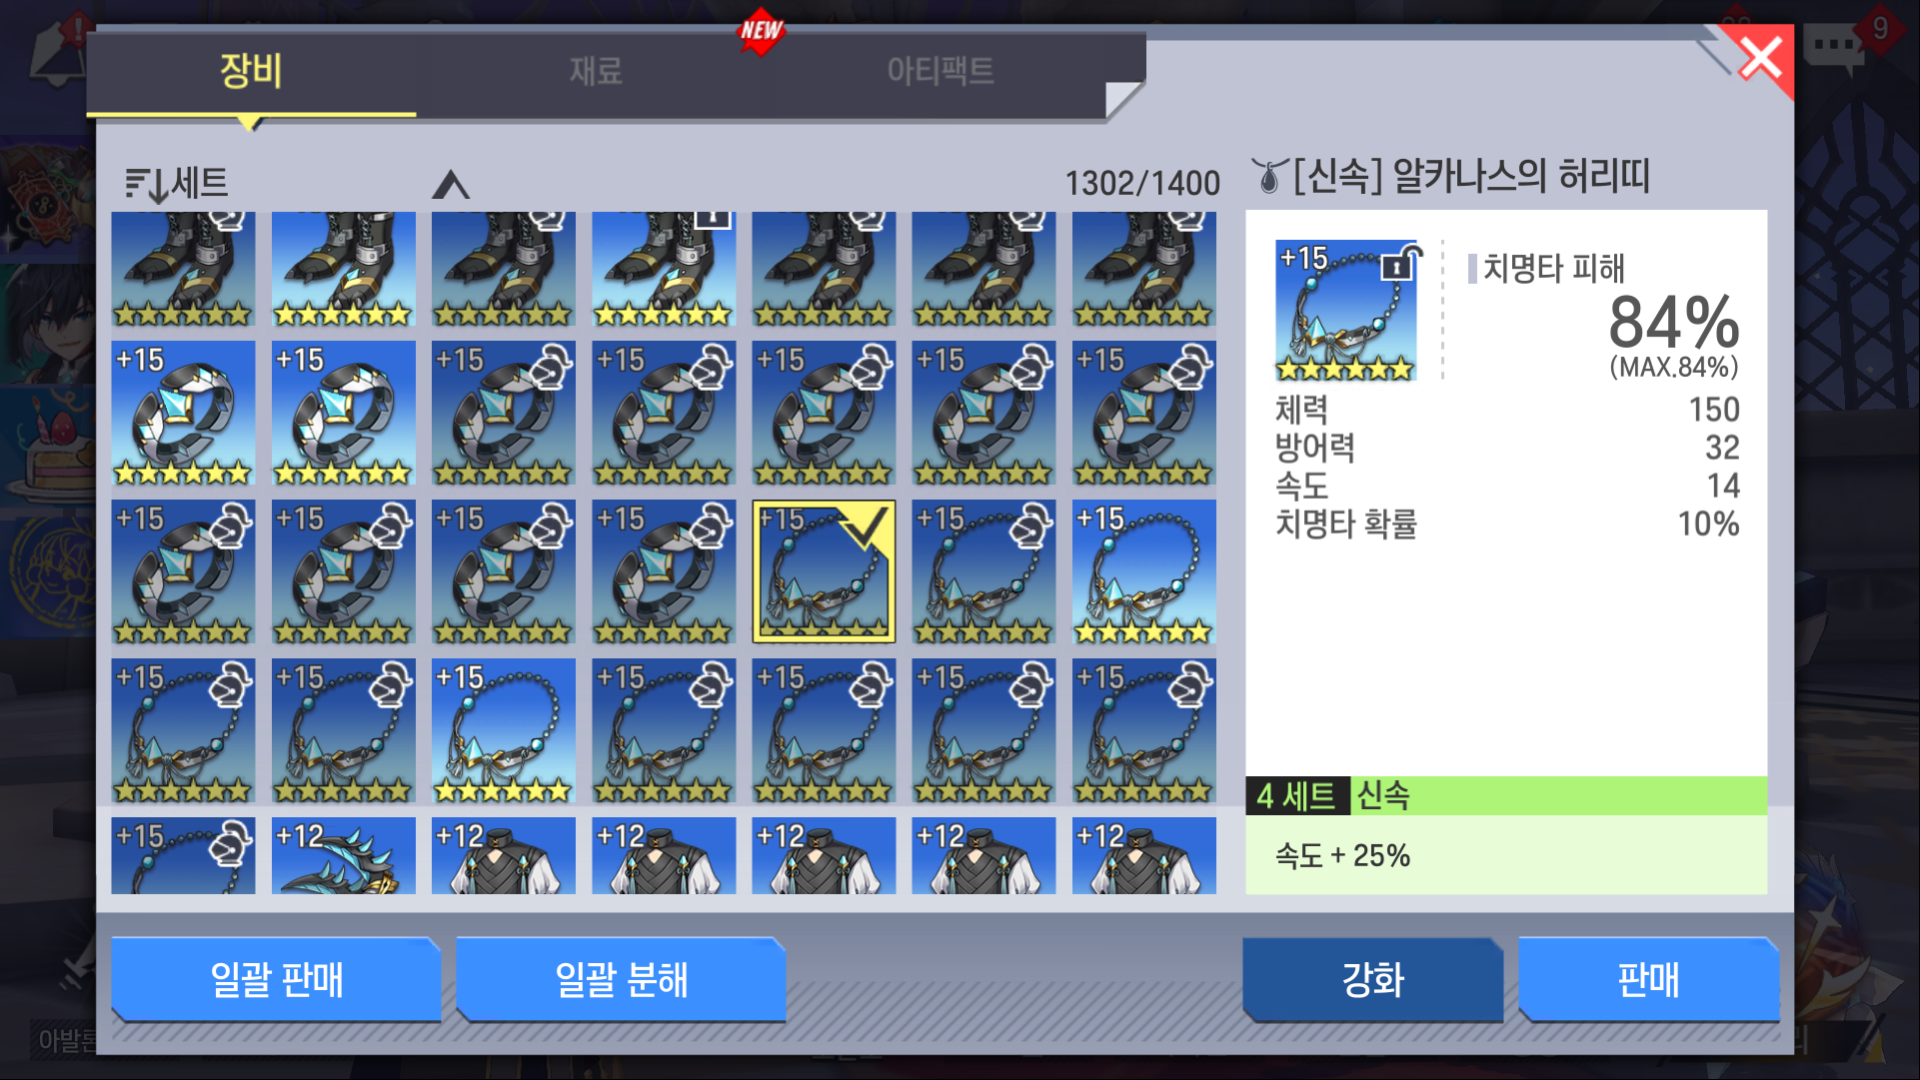 장비
재료
NEW
아티팩트
9
세트
1302/1400
[신속] 알카나스의 허리띠
+15
치명타 피해
84%
(MAX.84%)
체력 150
방어력 32
속도 14
치명타 확률 10%
4 세트 신속
속도 + 25%
+15 +15 +15 +15 +15 +15 +15
+15 +15 +15 +15 +15 +15 +15
+15 +15 +15 +15 +15 +15 +15
+15 +12 +12 +12 +12 +12 +12
일괄 판매
일괄 분해
강화
판매